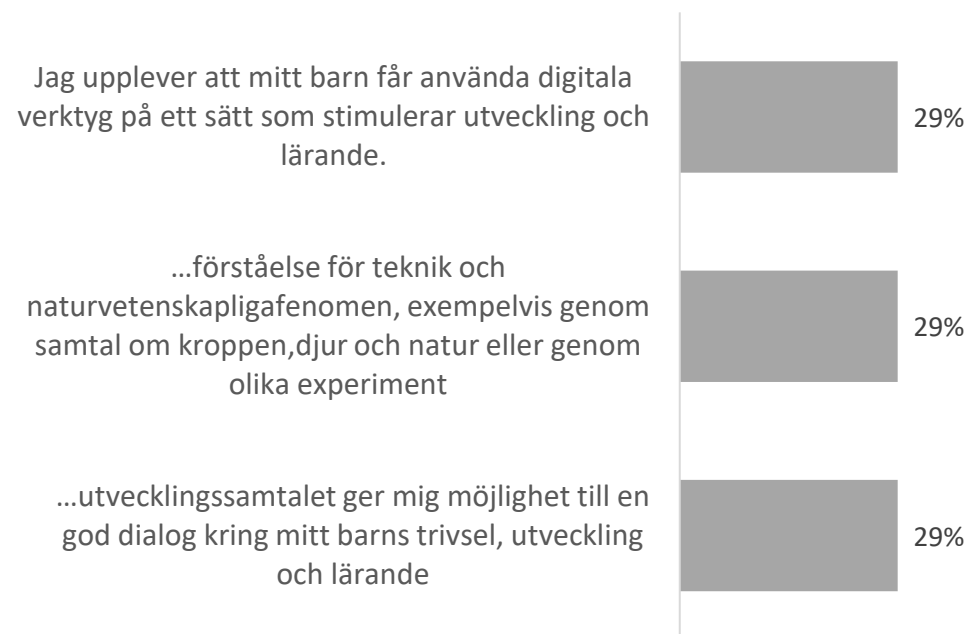 Jag upplever att mitt barn får använda digitala
verktyg på ett sätt som stimulerar utveckling och
lärande.
29%
...förståelse för teknik och
naturvetenskapligafenomen, exempelvis genom
samtal om kroppen,djur och natur eller genom
olika experiment
29%
...utvecklingssamtalet ger mig möjlighet till en
god dialog kring mitt barns trivsel, utveckling
och lärande
29%